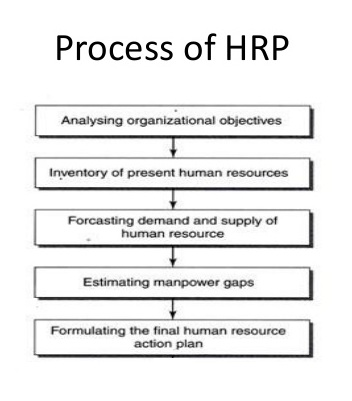 Process of HRP
Analysing organizational objectives
Inventory of present human resources
Forcasting demand and supply of
human resource
Estimating manpower gaps
Formulating the final human resource
action plan